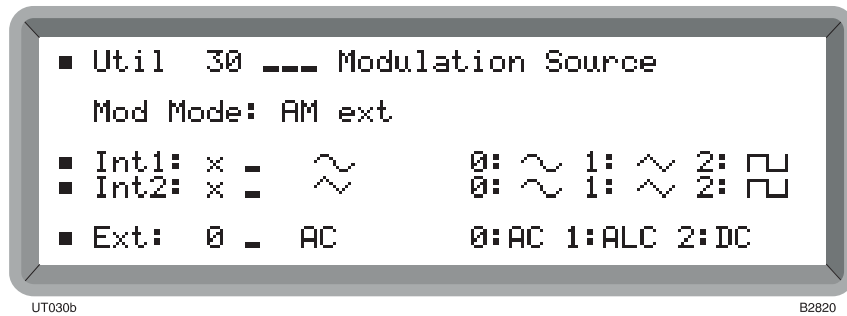 ▪ Util 30 ___ Modulation Source
Mod Mode: AM ext
▪ Int1: x _ 0: 1: 2:
▪ Int2: x _ 0: 1: 2:
▪ Ext: 0 _ AC 0:AC 1:ALC 2:DC
UT030b B2820